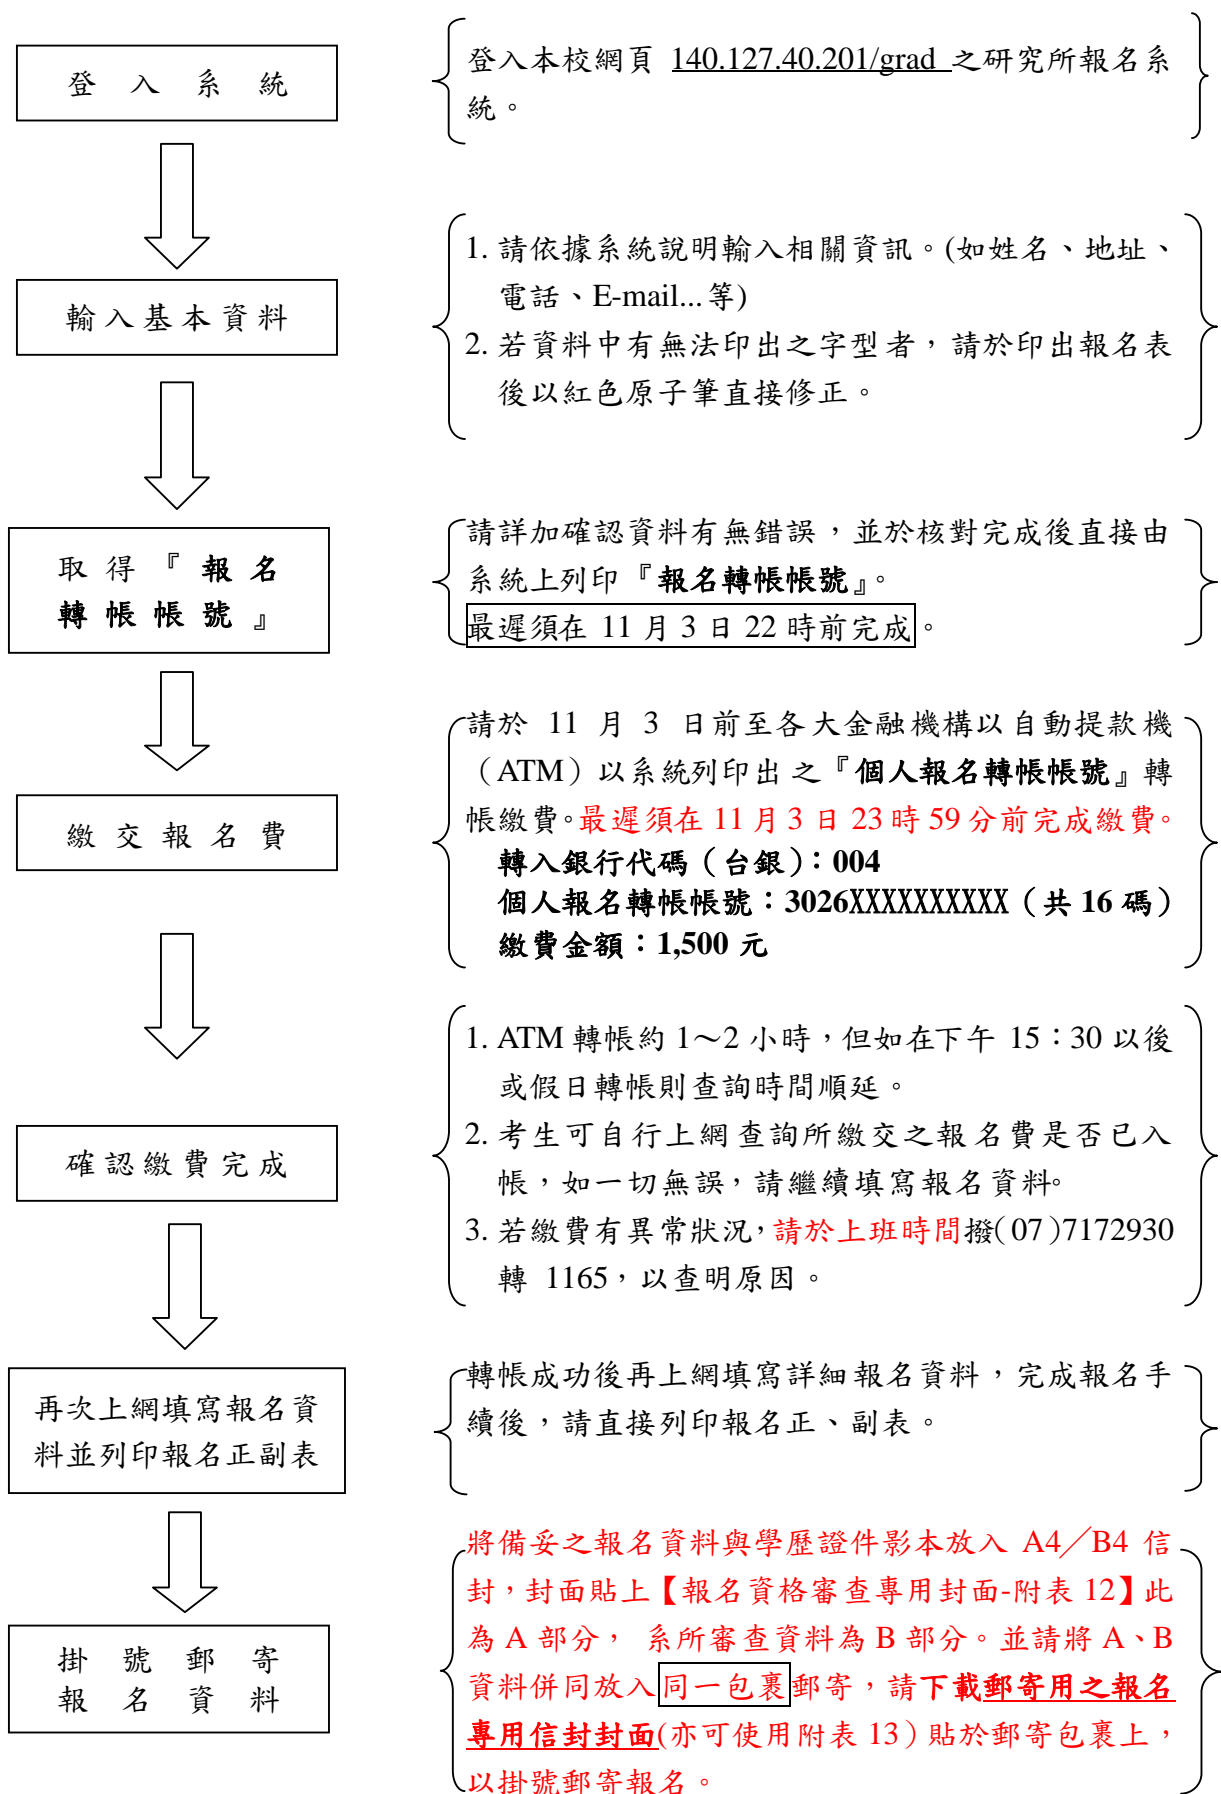 登入系統
登入本校網頁 140.127.40.201/grad 之研究所報名系
統。
輸入基本資料
1. 請依據系統說明輸入相關資訊。(如姓名、地址、
電話、E-mail...等)
2. 若資料中有無法印出之字型者，請於印出報名表
後以紅色原子筆直接修正。
取得『報名
轉帳帳號』
請詳加確認資料有無錯誤，並於核對完成後直接由
系統上列印『報名轉帳帳號』。
最遲須在 11 月 3 日 22 時前完成。
繳交報名費
請於 11 月 3 日前至各大金融機構以自動提款機
（ATM）以系統列印出之『個人報名轉帳帳號』轉
帳繳費。最遲須在 11 月 3 日 23 時 59 分前完成繳費。
轉入銀行代碼（台銀）：004
個人報名轉帳帳號：3026XXXXXXXXXX（共 16 碼）
繳費金額：1,500 元
確認繳費完成
1. ATM 轉帳約 1～2 小時，但如在下午 15：30 以後
或假日轉帳則查詢時間順延。
2. 考生可自行上網查詢所繳交之報名費是否已入
帳，如一切無誤，請繼續填寫報名資料。
3. 若繳費有異常狀況，請於上班時間撥(07)7172930
轉 1165，以查明原因。
再次上網填寫報名資
料並列印報名正副表
轉帳成功後再上網填寫詳細報名資料，完成報名手
續後，請直接列印報名正、副表。
掛號郵寄
報名資料
將備妥之報名資料與學歷證件影本放入 A4／B4 信
封，封面貼上【報名資格審查專用封面-附表 12】此
為 A 部分， 系所審查資料為 B 部分。並請將 A、B
資料併同放入同一包裹郵寄，請下載郵寄用之報名
專用信封封面(亦可使用附表 13）貼於郵寄包裹上，
以掛號郵寄報名。